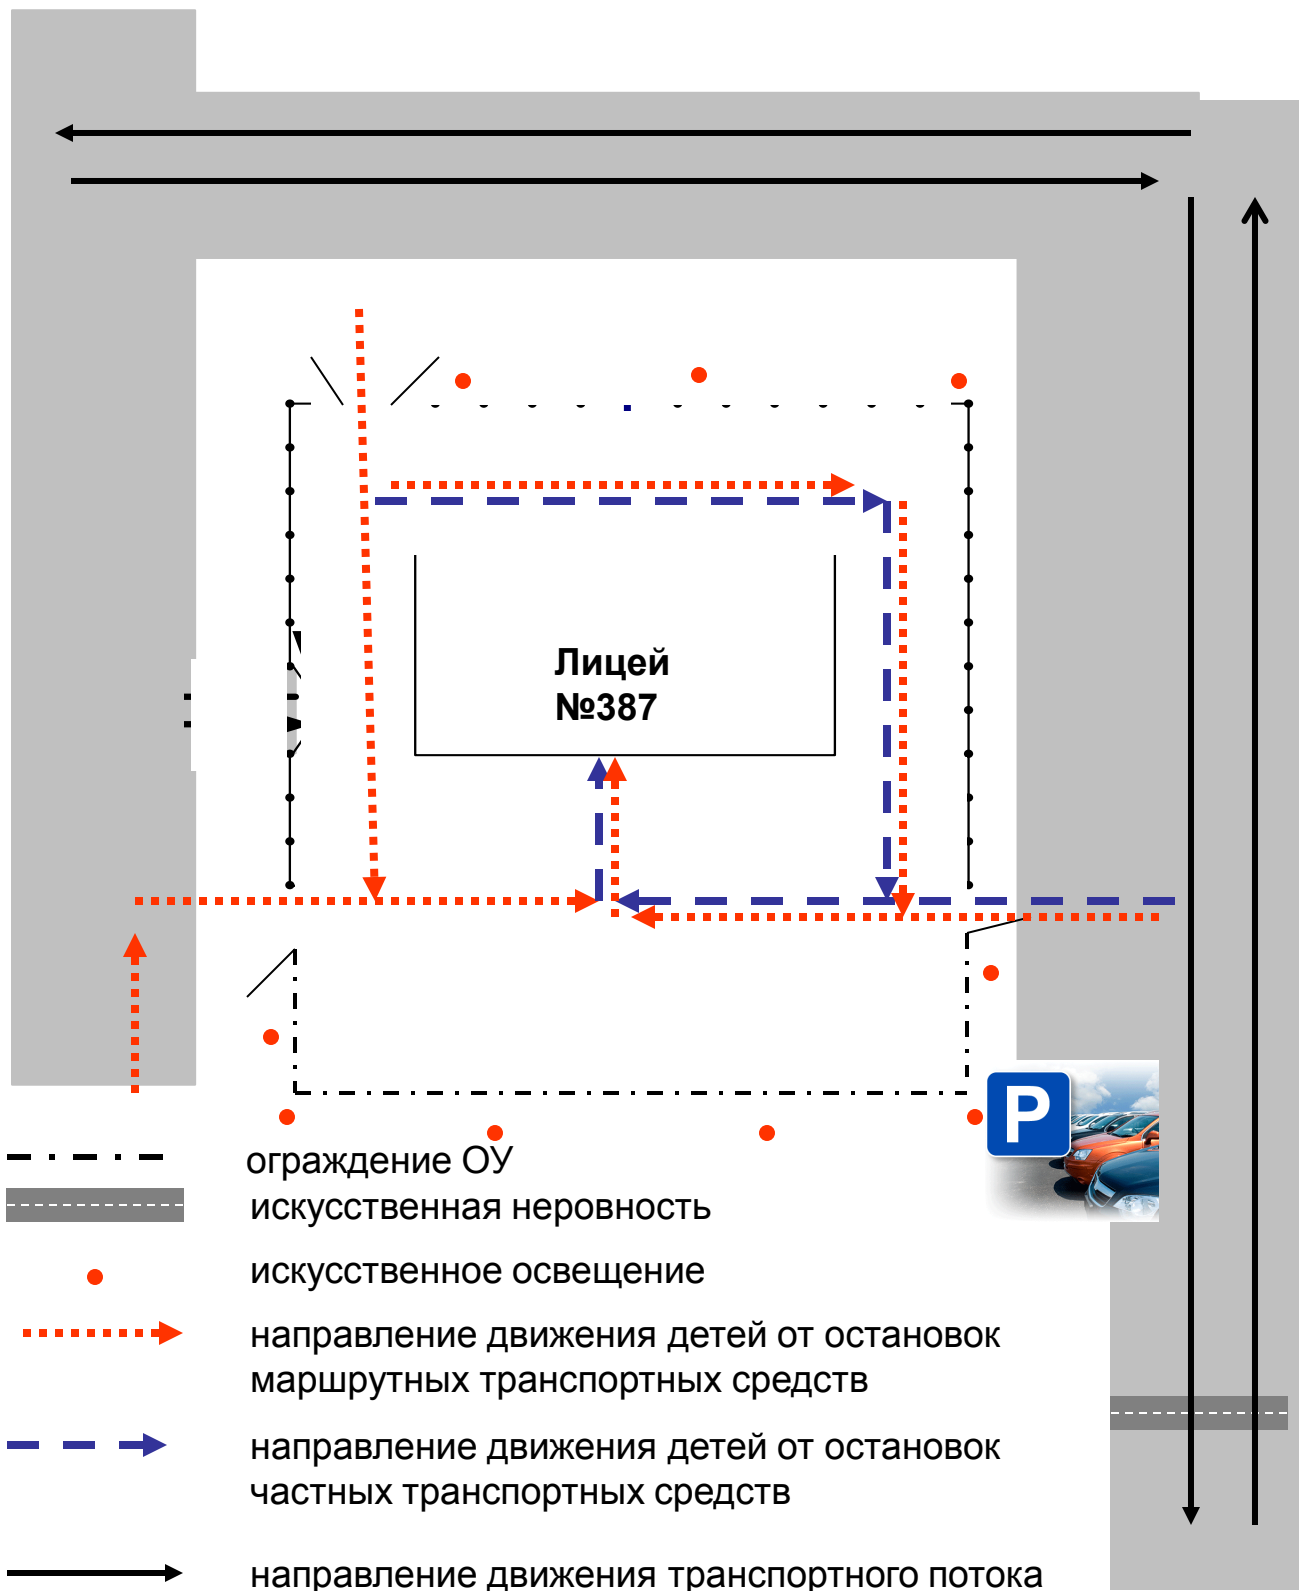 Лицей
№387
P
ограждение ОУ
искусственная неровность
искусственное освещение
направление движения детей от остановок
маршрутных транспортных средств
направление движения детей от остановок
частных транспортных средств
направление движения транспортного потока